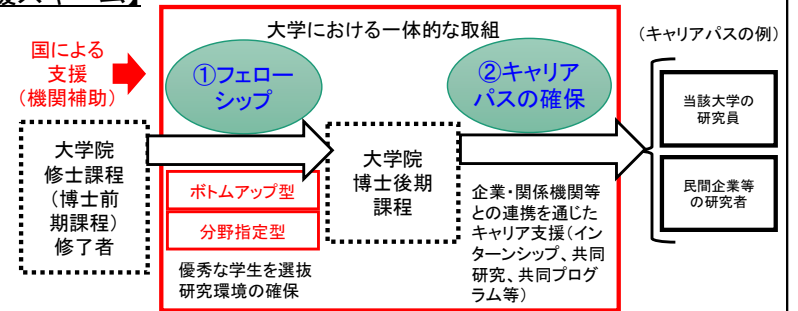 大学における一体的な取組
(キャリアパスの例)
国による
支援
(機関補助)
①フェロー
シップ
②キャリア
パスの確保
大学院
修士課程
(博士前
期課程)
修了者
ボトムアップ型
分野指定型
優秀な学生を選抜
研究環境の確保
大学院
博士後期
課程
企業・関係機関等
との連携を通じた
キャリア支援(イン
ターンシップ、共同
研究、共同プログ
ラム等)
当該大学の
研究員
民間企業等
の研究者